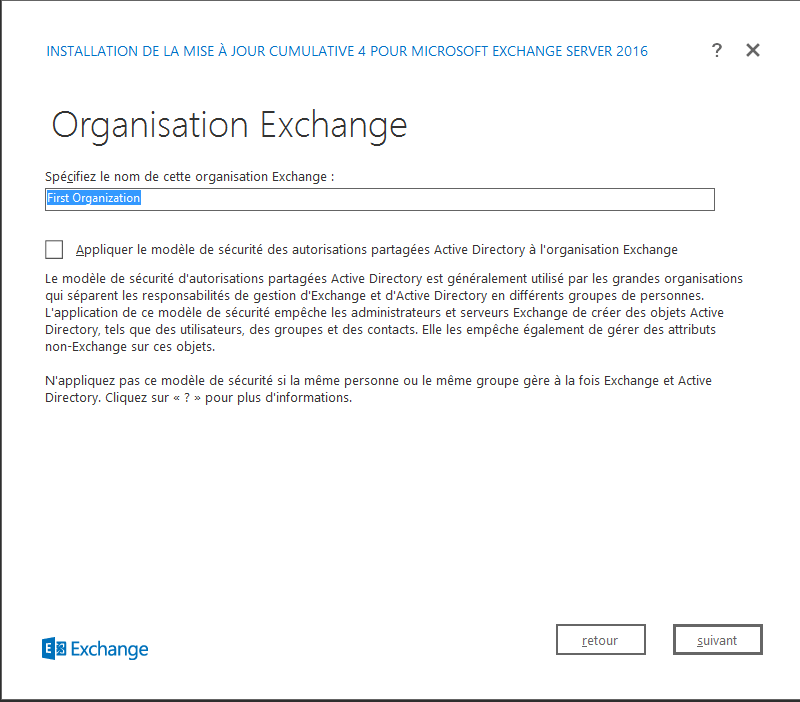 INSTALLATION DE LA MISE À JOUR CUMULATIVE 4 POUR MICROSOFT EXCHANGE SERVER 2016
?
Organisation Exchange
Spécifiez le nom de cette organisation Exchange :
First Organization
Appliquer le modèle de sécurité des autorisations partagées Active Directory à l'organisation Exchange
Le modèle de sécurité d'autorisations partagées Active Directory est généralement utilisé par les grandes organisations
qui séparent les responsabilités de gestion d'Exchange et d'Active Directory en différents groupes de personnes.
L'application de ce modèle de sécurité empêche les administrateurs et serveurs Exchange de créer des objets Active
Directory, tels que des utilisateurs, des groupes et des contacts. Elle les empêche également de gérer des attributs
non-Exchange sur ces objets.
N'appliquez pas ce modèle de sécurité si la même personne ou le même groupe gère à la fois Exchange et Active
Directory. Cliquez sur « ? » pour plus d'informations.
E Exchange
retour
suivant